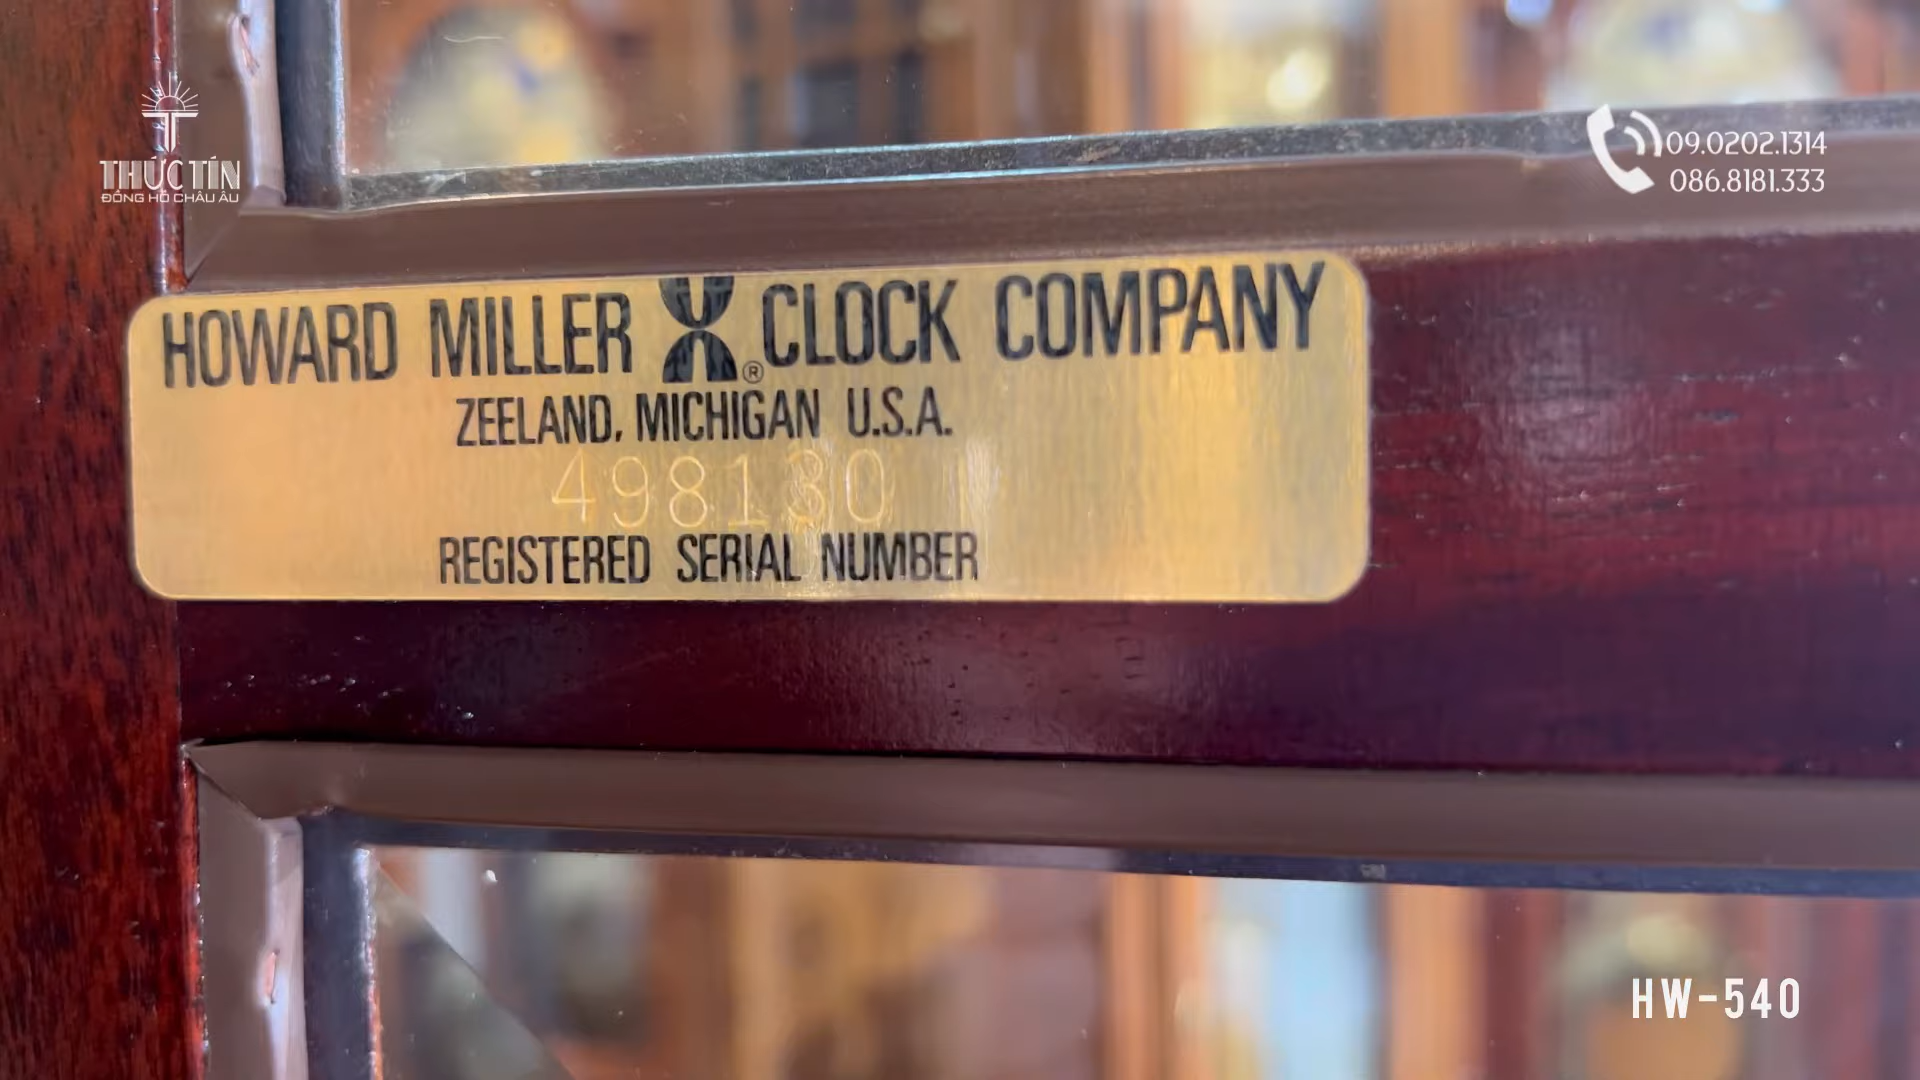 THỨC TÍN
ĐỒNG HỒ CHÂU ÂU
09.0202.1314
086.8181.333
HOWARD MILLER ® CLOCK COMPANY
ZEELAND, MICHIGAN U.S.A.
498130
REGISTERED SERIAL NUMBER
HW-540